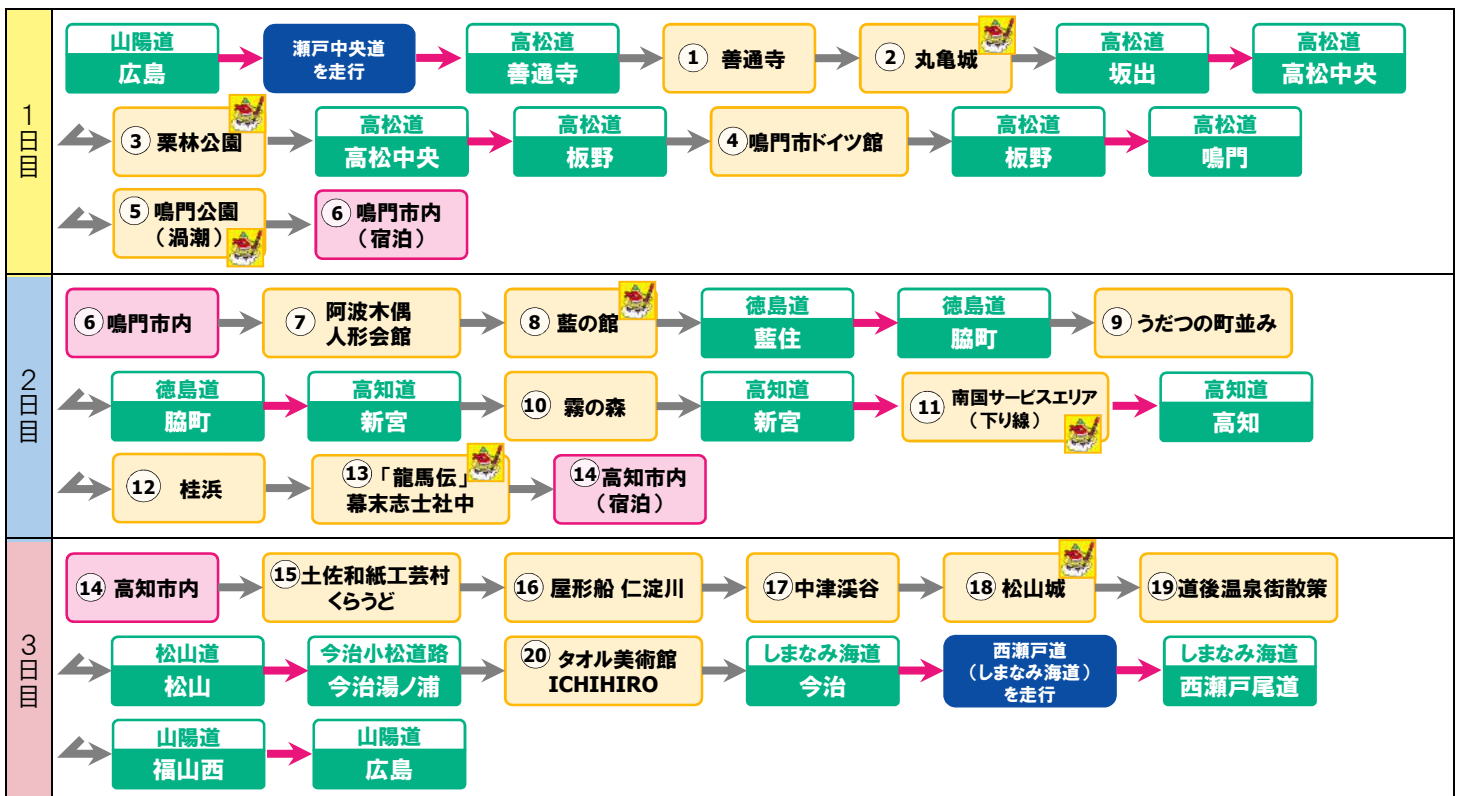 1日目
山陽道
広島
瀬戸中央道
を走行
高松道
善通寺
① 善通寺
② 丸亀城
高松道
坂出
高松道
高松中央
③ 栗林公園
高松道
高松中央
高松道
板野
④ 鳴門市ドイツ館
高松道
板野
高松道
鳴門
⑤ 鳴門公園
（渦潮）
⑥ 鳴門市内
（宿泊）
2日目
⑥ 鳴門市内
⑦ 阿波木偶
人形会館
⑧ 藍の館
徳島道
藍住
徳島道
脇町
⑨ うだつの町並み
徳島道
脇町
高知道
新宮
⑩ 霧の森
高知道
新宮
⑪ 南国サービスエリア
（下り線）
高知道
高知
⑫ 桂浜
⑬ 「龍馬伝」
幕末志士社中
⑭ 高知市内
（宿泊）
3日目
⑭ 高知市内
⑮ 土佐和紙工芸村
くらうど
⑯ 屋形船 仁淀川
⑰ 中津渓谷
⑱ 松山城
⑲ 道後温泉街散策
松山道
松山
今治小松道路
今治湯ノ浦
⑳ タオル美術館
ICHIHIRO
しまなみ海道
今治
西瀬戸道
（しまなみ海道）
を走行
しまなみ海道
西瀬戸尾道
山陽道
福山西
山陽道
広島